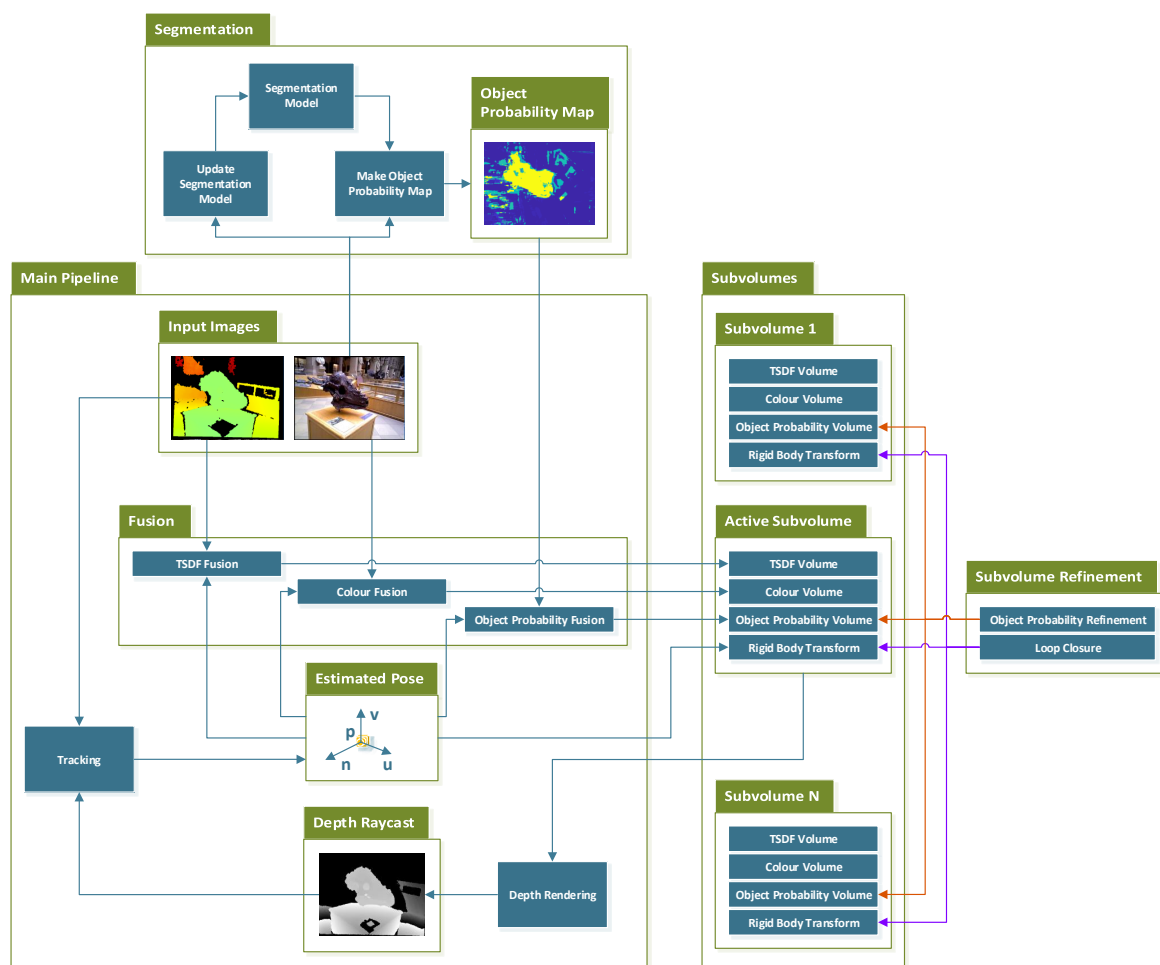 Segmentation
Segmentation
Model
Object
Probability Map
Update
Segmentation
Model
Make Object
Probability Map
Main Pipeline
Input Images
Fusion
TSDF Fusion
Colour Fusion
Object Probability Fusion
Estimated Pose
v
p
n
u
Tracking
Depth Raycast
Depth Rendering
Subvolumes
Subvolume 1
TSDF Volume
Colour Volume
Object Probability Volume
Rigid Body Transform
Active Subvolume
TSDF Volume
Colour Volume
Object Probability Volume
Rigid Body Transform
Subvolume N
TSDF Volume
Colour Volume
Object Probability Volume
Rigid Body Transform
Subvolume Refinement
Object Probability Refinement
Loop Closure